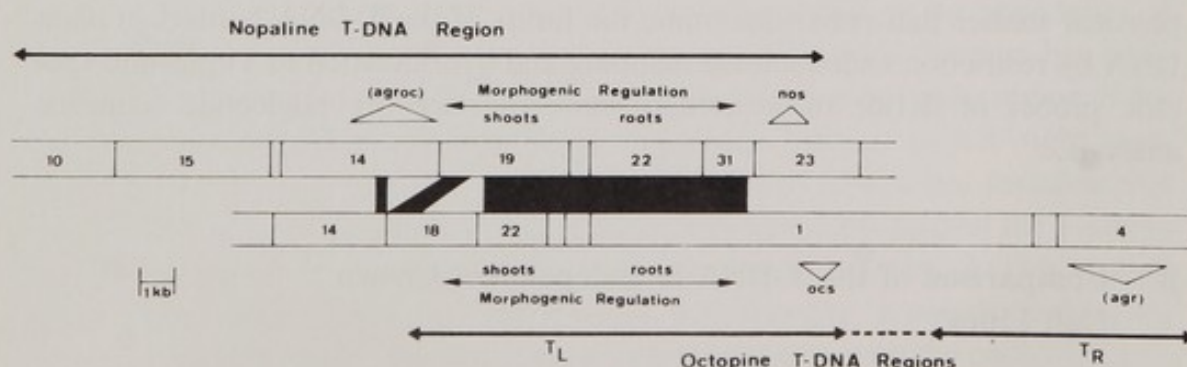 Nopaline T-DNA Region
(agroc) Morphogenic Regulation nos
shoots roots
10 15 14 19 22 31 23
14 18 22 1 4
1kb shoots roots ocs (agr)
Morphogenic Regulation
TL Octopine T-DNA Regions TR